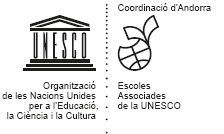 Coordinació d'Andorra
UNESCO
Organització
de les Nacions Unides
per a l'Educació,
la Ciència i la Cultura
Escoles
Associades
de la UNESCO